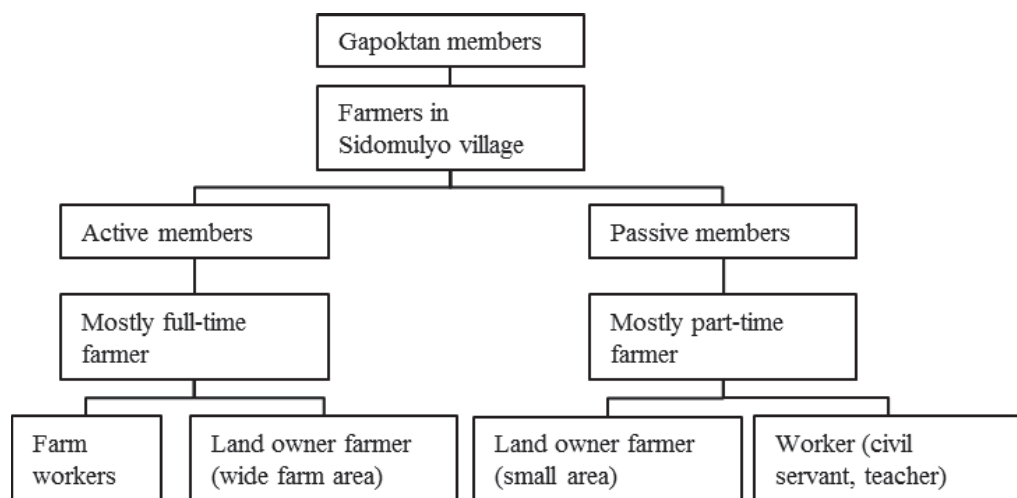 Gapoktan members
Farmers in
Sidomulyo village
Active members
Passive members
Mostly full-time
farmer
Mostly part-time
farmer
Farm
workers
Land owner farmer
(wide farm area)
Land owner farmer
(small area)
Worker (civil
servant, teacher)